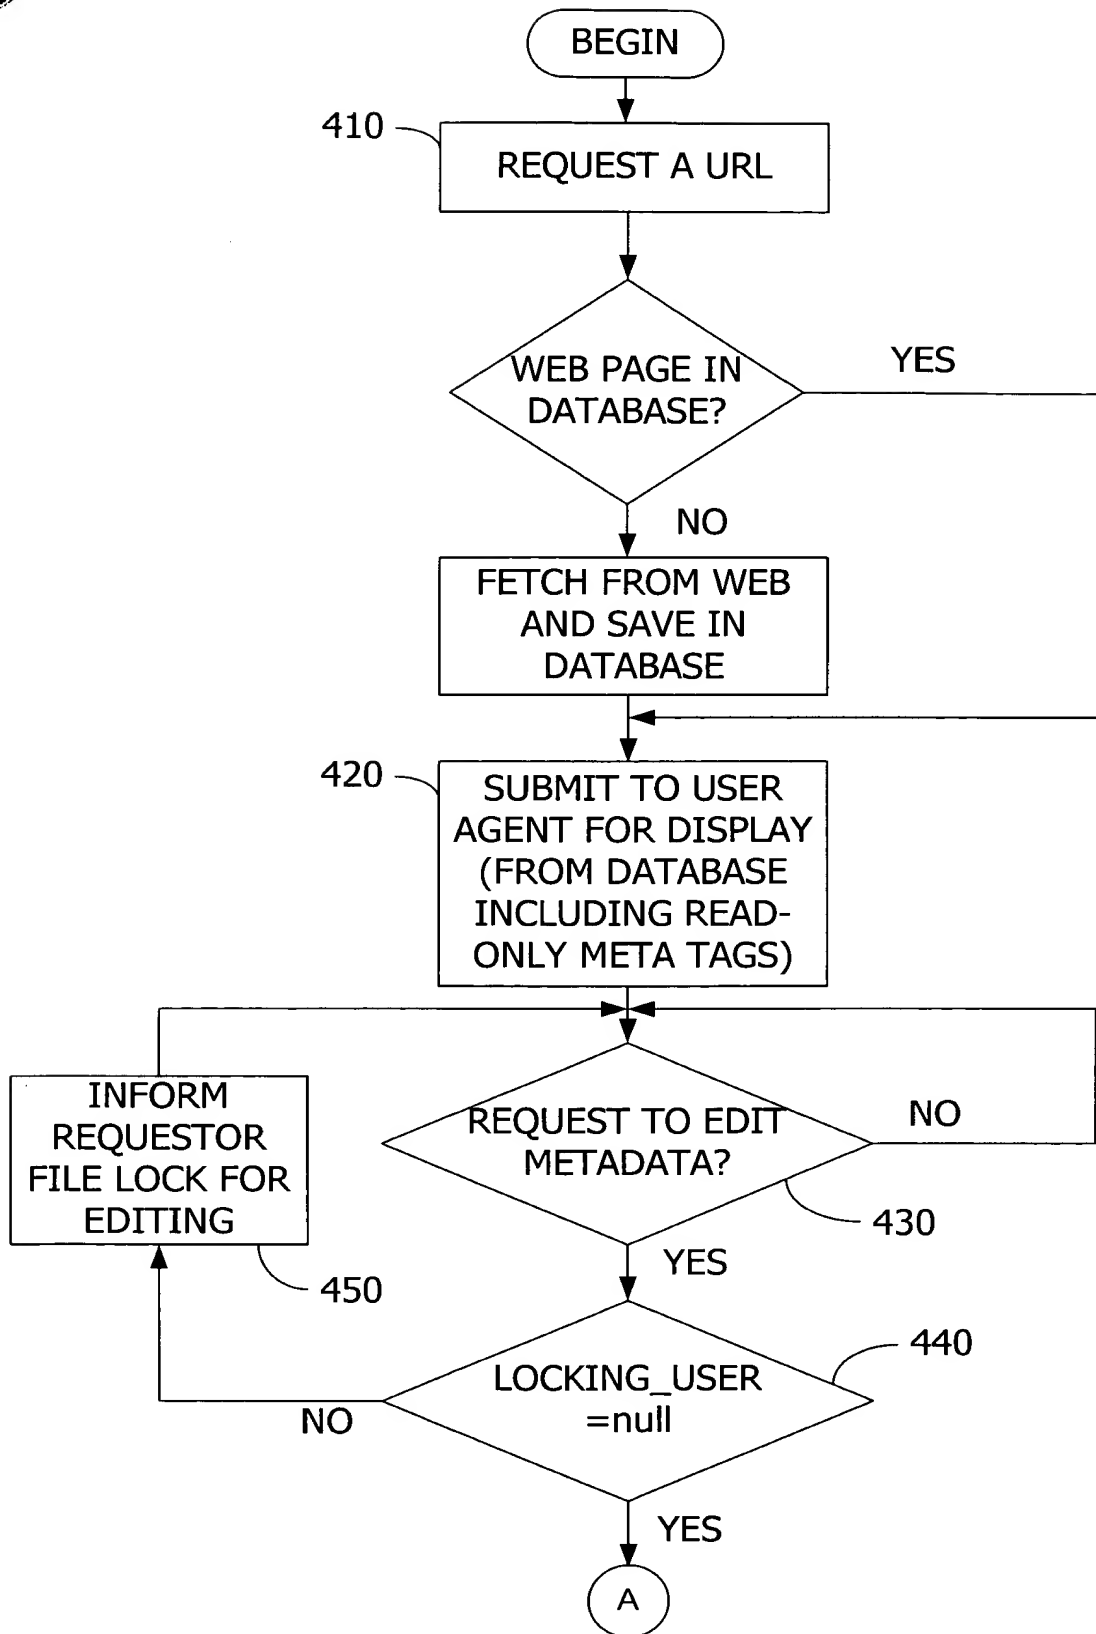 BEGIN
410
REQUEST A URL
WEB PAGE IN
DATABASE?
YES
NO
FETCH FROM WEB
AND SAVE IN
DATABASE
420
SUBMIT TO USER
AGENT FOR DISPLAY
(FROM DATABASE
INCLUDING READ-
ONLY META TAGS)
INFORM
REQUESTOR
FILE LOCK FOR
EDITING
450
REQUEST TO EDIT
METADATA?
NO
430
YES
440
LOCKING_USER
=null
NO
YES
A